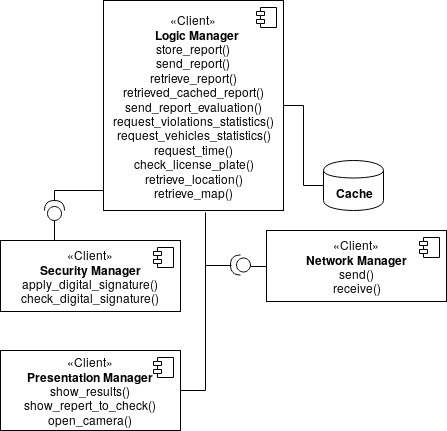 «Client»
Logic Manager
store_report()
send_report()
retrieve_report()
retrieved_cached_report()
send_report_evaluation()
request_violations_statistics()
request_vehicles_statistics()
request_time()
check_license_plate()
retrieve_location()
retrieve_map()
Cache
«Client»
Security Manager
apply_digital_signature()
check_digital_signature()
«Client»
Network Manager
send()
receive()
«Client»
Presentation Manager
show_results()
show_repert_to_check()
open_camera()